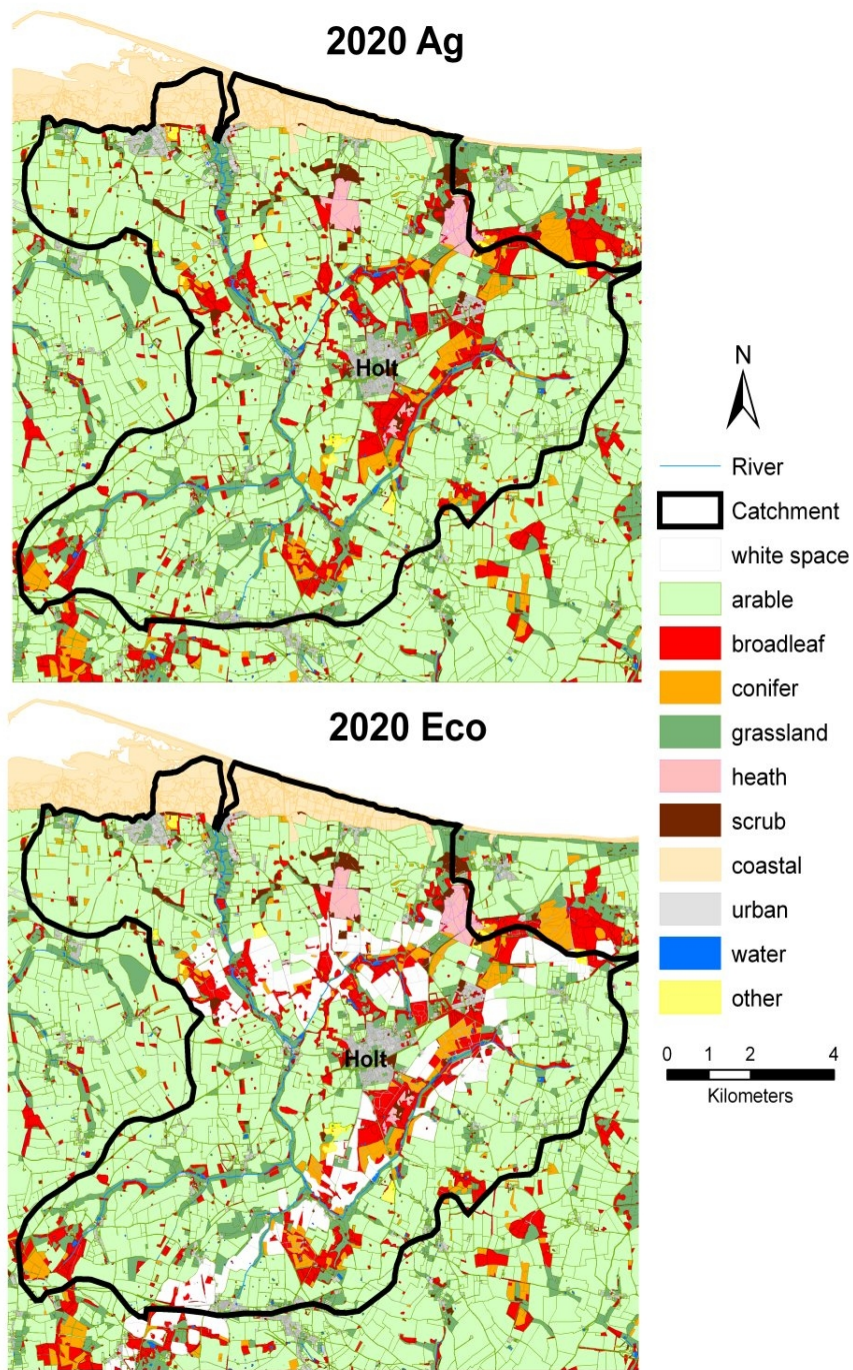 2020 Ag
Holt
N
River
Catchment
white space
arable
broadleaf
conifer
grassland
heath
scrub
coastal
urban
water
other
0 1 2 4
Kilometers
2020 Eco
Holt